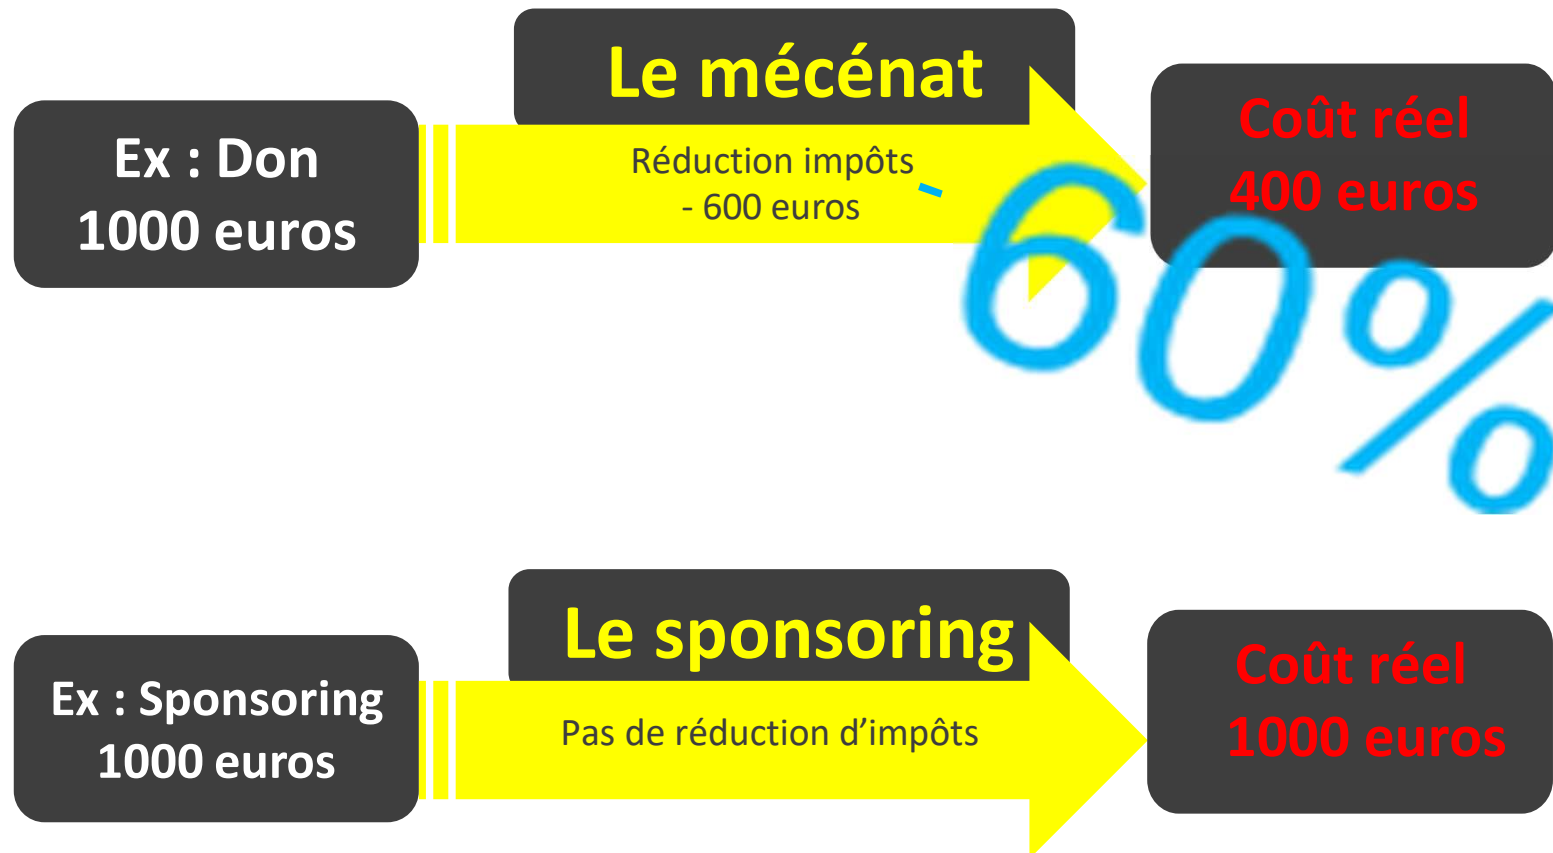 Le mécénat
Ex : Don
1000 euros
Réduction impôts
- 600 euros
Coût réel
400 euros
- 60%
Le sponsoring
Ex : Sponsoring
1000 euros
Pas de réduction d’impôts
Coût réel
1000 euros